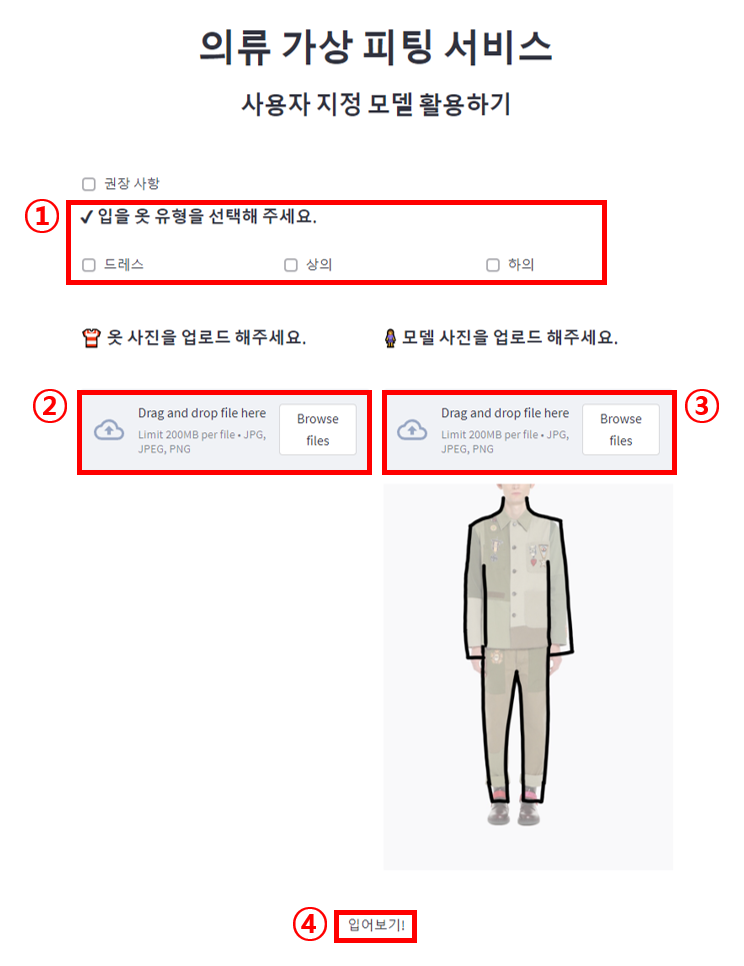 의류 가상 피팅 서비스
사용자 지정 모델 활용하기
권장 사항
① ✔ 입을 옷 유형을 선택해 주세요.
드레스 상의 하의
옷 사진을 업로드 해주세요. 모델 사진을 업로드 해주세요.
②
Drag and drop file here
Limit 200MB per file • JPG,
JPEG, PNG
Browse
files
③
Drag and drop file here
Limit 200MB per file • JPG,
JPEG, PNG
Browse
files
④ 입어보기!